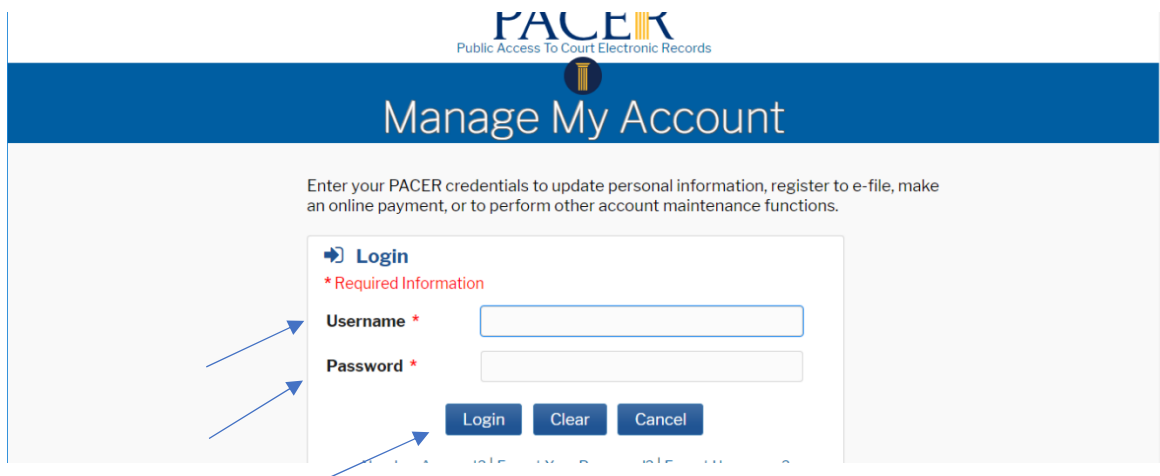 PACER
Public Access To Court Electronic Records
Manage My Account
Enter your PACER credentials to update personal information, register to e-file, make
an online payment, or to perform other account maintenance functions.
Login
* Required Information
Username *
Password *
Login Clear Cancel